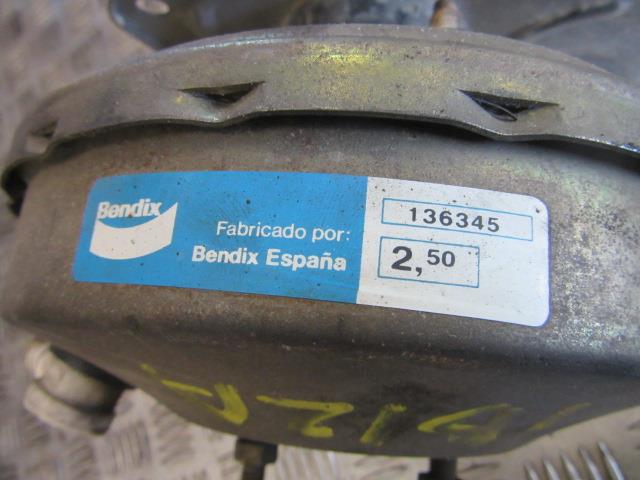 Bendix
Fabricado por:
Bendix España
136345
2,50